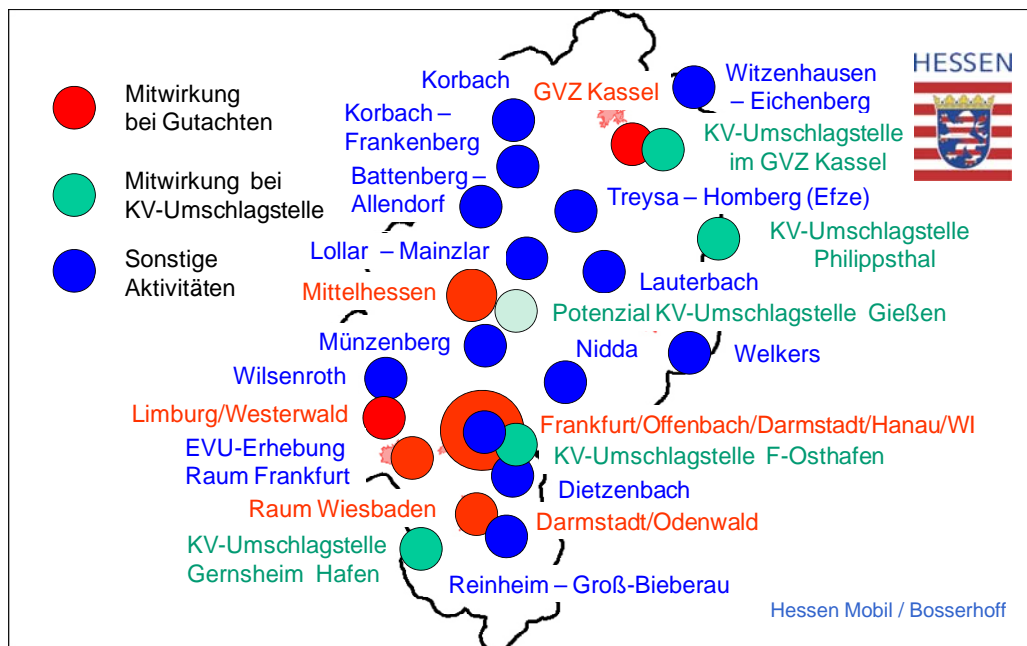 Mitwirkung
bei Gutachten
Mitwirkung bei
KV-Umschlagstelle
Sonstige
Aktivitäten
HESSEN
Korbach
GVZ Kassel
Witzenhausen
– Eichenberg
Korbach –
Frankenberg
KV-Umschlagstelle
im GVZ Kassel
Battenberg –
Allendorf
Treysa – Homberg (Efze)
KV-Umschlagstelle
Philippsthal
Lollar – Mainzlar
Lauterbach
Mittelhessen
Potenzial KV-Umschlagstelle Gießen
Münzenberg
Nidda
Welkers
Wilsenroth
Limburg/Westerwald
Frankfurt/Offenbach/Darmstadt/Hanau/WI
EVU-Erhebung
Raum Frankfurt
KV-Umschlagstelle F-Osthafen
Dietzenbach
Raum Wiesbaden
Darmstadt/Odenwald
KV-Umschlagstelle
Gernsheim Hafen
Reinheim – Groß-Bieberau
Hessen Mobil / Bosserhoff